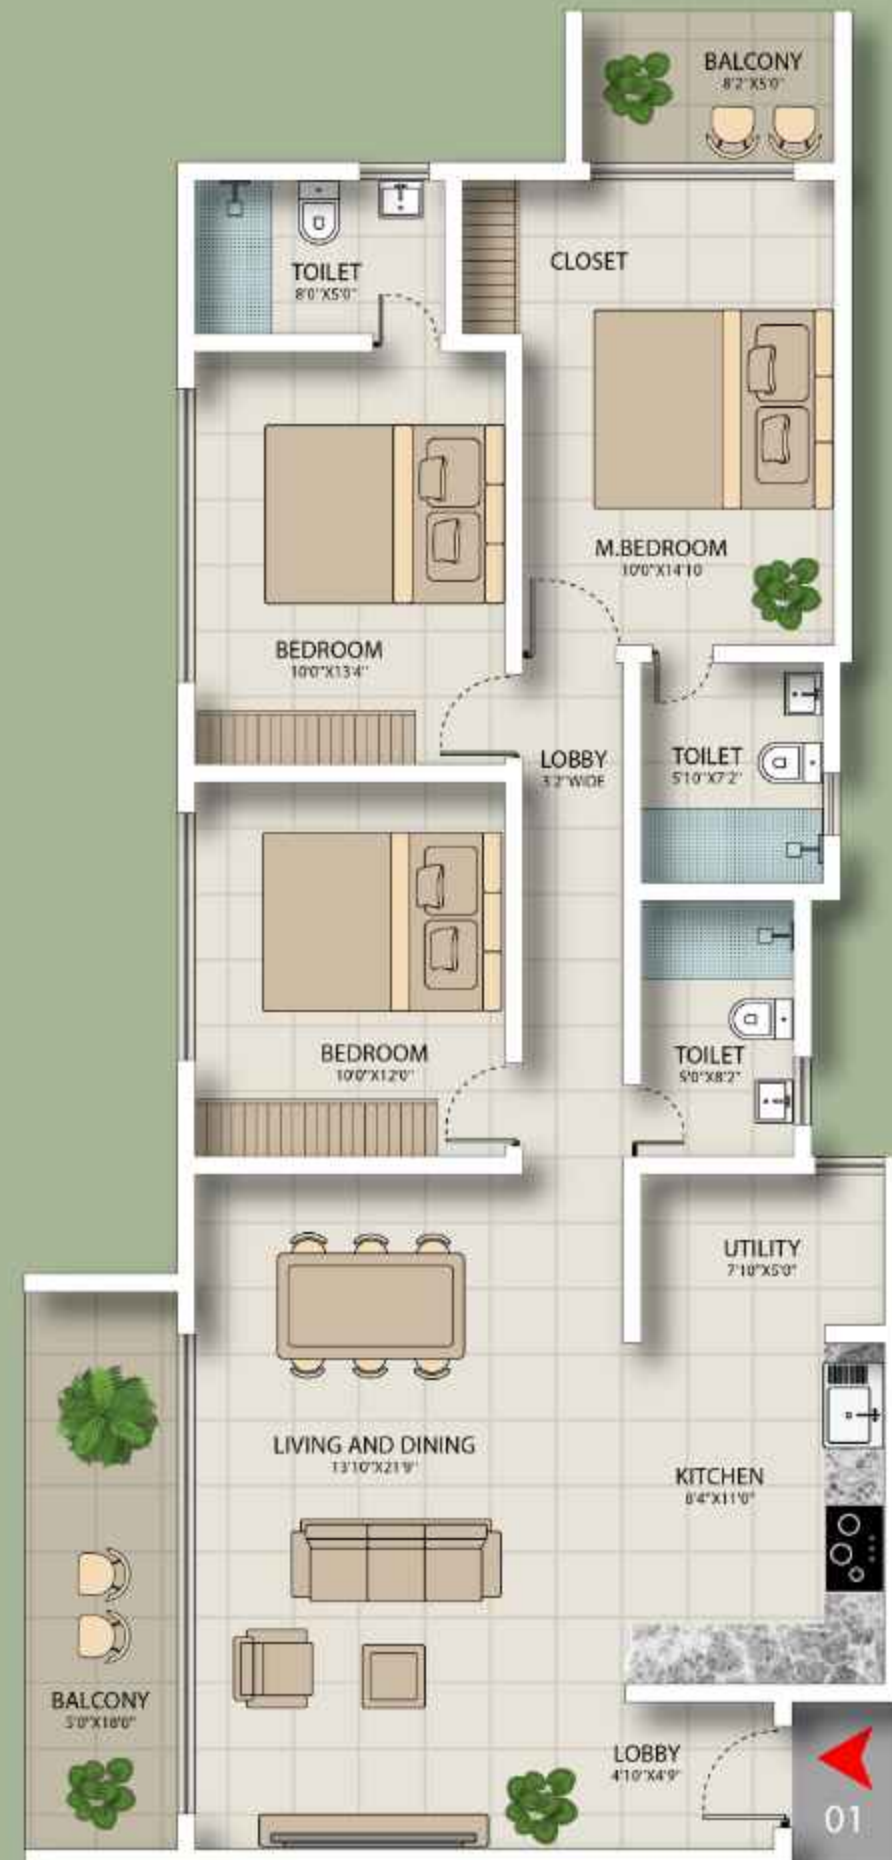 BALCONY
8'2"X5'0"
CLOSET
TOILET
8'0"X5'0"
M.BEDROOM
10'0"X14'10
BEDROOM
10'0"X13'4"
LOBBY
3'2"WIDE
TOILET
5'10"X7'2"
BEDROOM
10'0"X12'0"
TOILET
5'0"X8'2"
UTILITY
7'10"X5'0"
LIVING AND DINING
13'10"X21'9"
KITCHEN
8'4"X11'0"
BALCONY
5'0"X18'0"
LOBBY
4'10"X4'9"
01